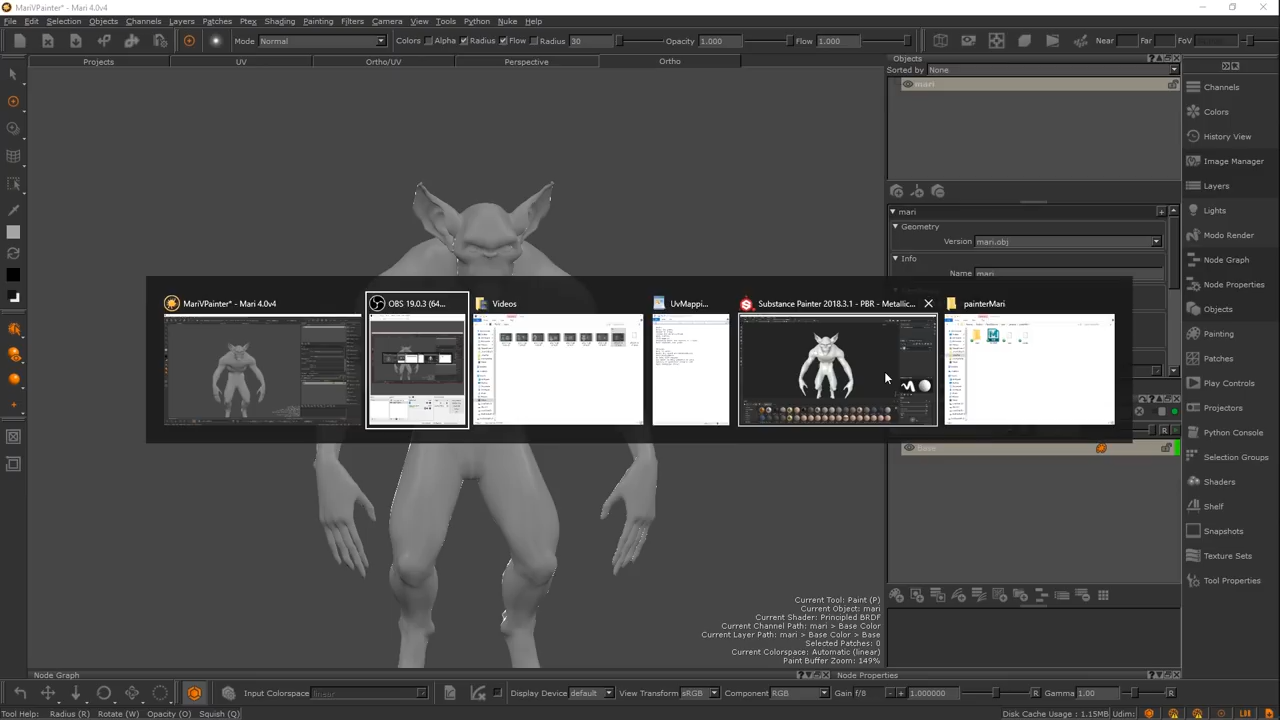 MariVPainter* - Mari 4.0v4
File Edit Selection Objects Channels Layers Patches Ptex Shading Painting Filters Camera View Tools Python Nuke Help
Mode Normal Colors Alpha Radius Flow Radius 30 Opacity 1.000 Flow 1.000 Near Far FoV
Projects UV Ortho/UV Perspective Ortho
Objects
Sorted by None
mari
Channels
Colors
History View
Image Manager
Layers
Lights
Modo Render
Node Graph
Node Properties
Objects
Painting
Patches
Play Controls
Projectors
Python Console
Selection Groups
Shaders
Shelf
Snapshots
Texture Sets
Tool Properties
mari
Geometry
Version mari.obj
Info
Name mari
MariVPainter* - Mari 4.0v4
OBS 19.0.3 (64...
Videos
UvMappi...
Substance Painter 2018.3.1 - PBR - Metallic...
painterMari
R
Base
Current Tool: Paint (P)
Current Object: mari
Current Shader: Principled BRDF
Current Channel Path: mari > Base Color
Current Layer Path: mari > Base Color > Base
Selected Patches: 0
Current Colorspace: Automatic (linear)
Paint Buffer Zoom: 149%
Node Graph
Node Properties
Input Colorspace linear Display Device default View Transform sRGB Component RGB Gain f/8 - + 1.000000 R Gamma 1.00 R
Tool Help: Radius (R) Rotate (W) Opacity (O) Squish (Q)
Disk Cache Usage : 1.15MB Udim: